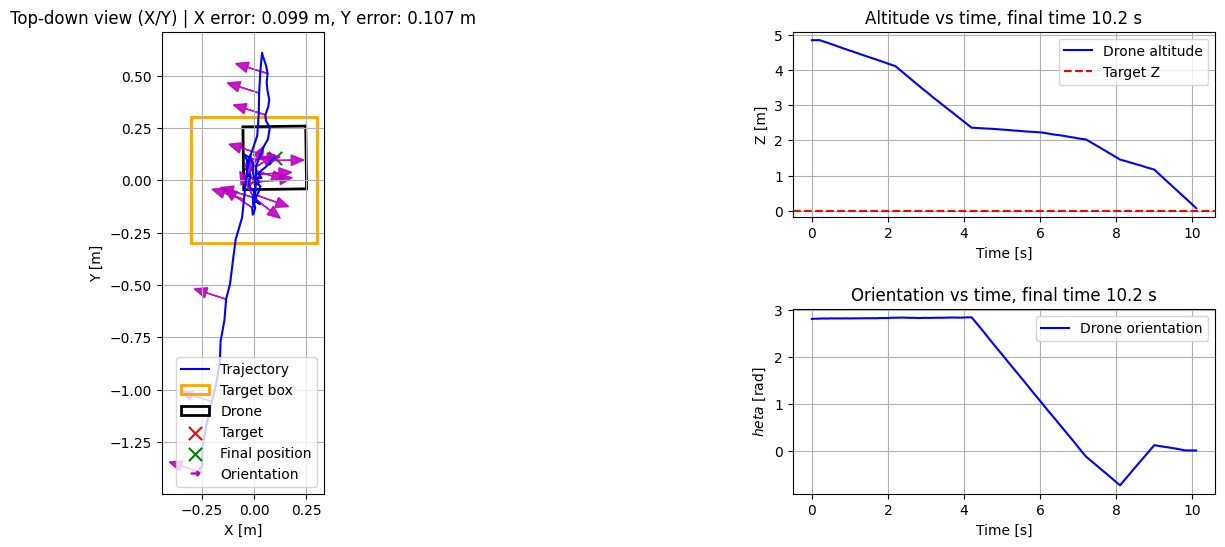 Top-down view (X/Y) | X error: 0.099 m, Y error: 0.107 m
Y [m]
0.50
0.25
0.00
−0.25
−0.50
−0.75
−1.00
−1.25
Trajectory
Target box
Drone
Target
Final position
Orientation
−0.25 0.00 0.25
X [m]
Altitude vs time, final time 10.2 s
Z [m]
5
4
3
2
1
0
Drone altitude
Target Z
0 2 4 6 8 10
Time [s]
Orientation vs time, final time 10.2 s
heta [rad]
3
2
1
0
Drone orientation
0 2 4 6 8 10
Time [s]